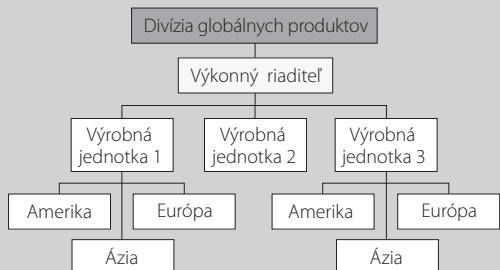 Divízia globálnych produktov
Výkonný riaditeľ
Výrobná
jednotka 1
Výrobná
jednotka 2
Výrobná
jednotka 3
Amerika
Európa
Amerika
Európa
Ázia
Ázia